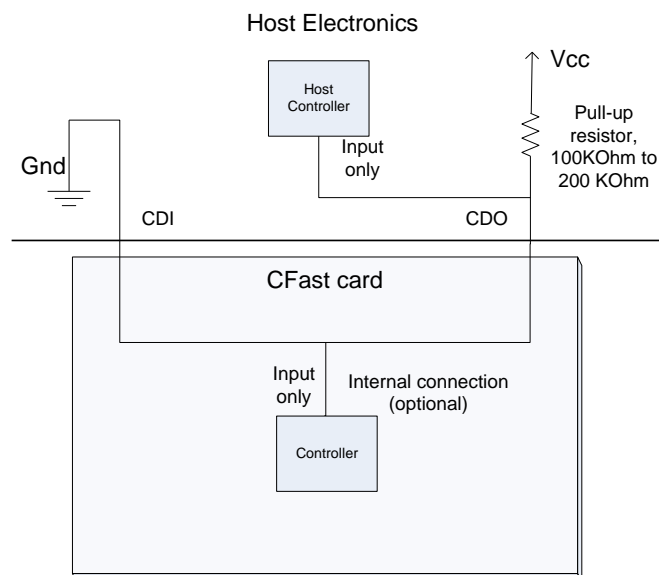 Host Electronics
Host
Controller
Input
only
Vcc
Pull-up
resistor,
100KOhm to
200 KOhm
Gnd
CDI
CDO
CFast card
Input
only
Internal connection
(optional)
Controller